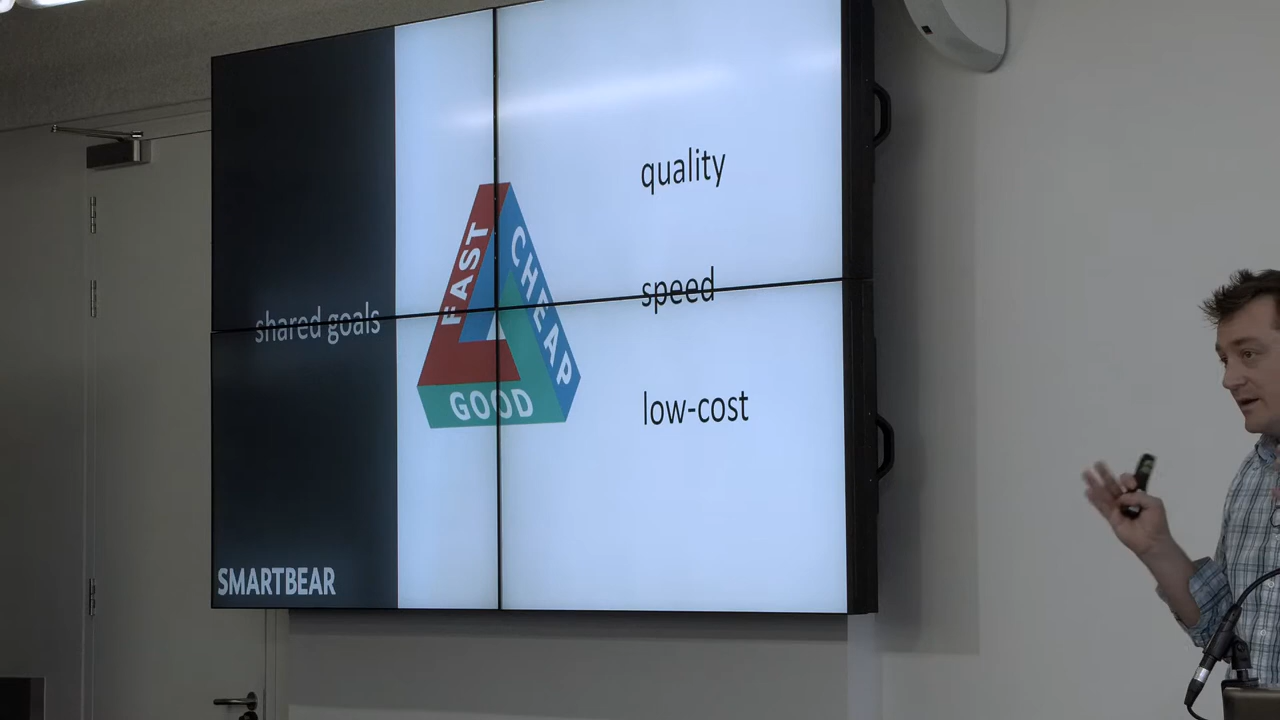 shared goals
FAST
CHEAP
GOOD
quality
speed
low-cost
SMARTBEAR